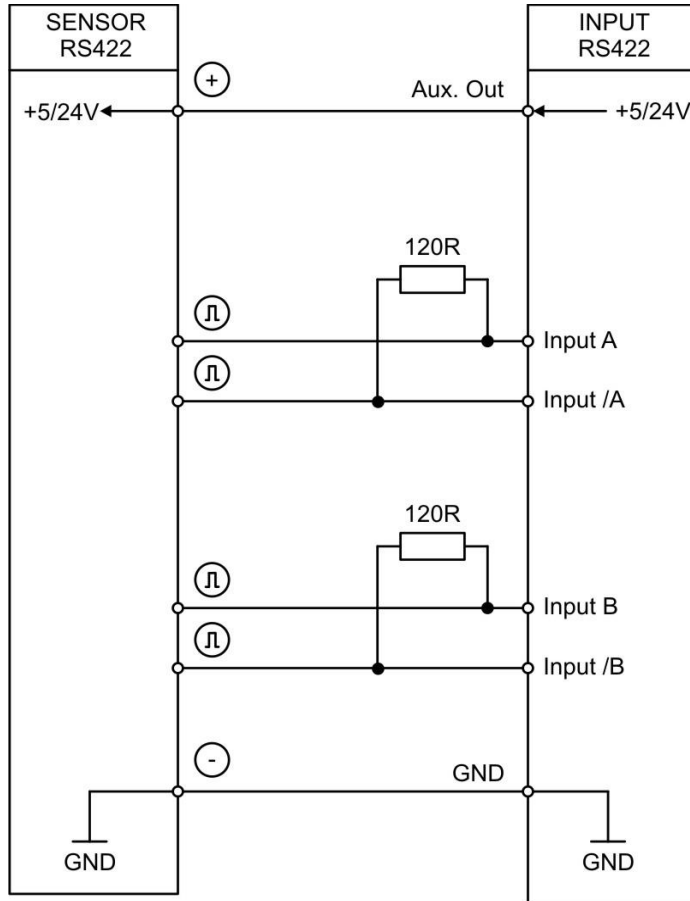 SENSOR
RS422
INPUT
RS422
+
Aux. Out
+5/24V
+5/24V
120R
Input A
Input /A
120R
Input B
Input /B
-
GND
GND
GND